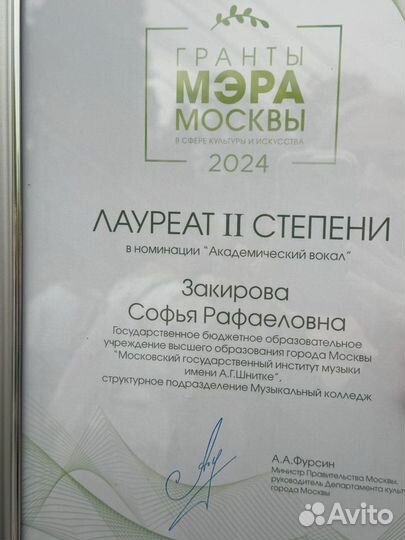 ГРАНТЫ
МЭРА
МОСКВЫ
В СФЕРЕ КУЛЬТУРЫ И ИСКУССТВА
2024
ЛАУРЕАТ II СТЕПЕНИ
в номинации "Академический вокал"
Закирова
Софья Рафаеловна
Государственное бюджетное образовательное
учреждение высшего образования города Москвы
"Московский государственный институт музыки
имени А.Г.Шнитке",
структурное подразделение Музыкальный колледж
А.А.Фурсин
Министр Правительства Москвы,
руководитель Департамента культ
города Москвы
Avito